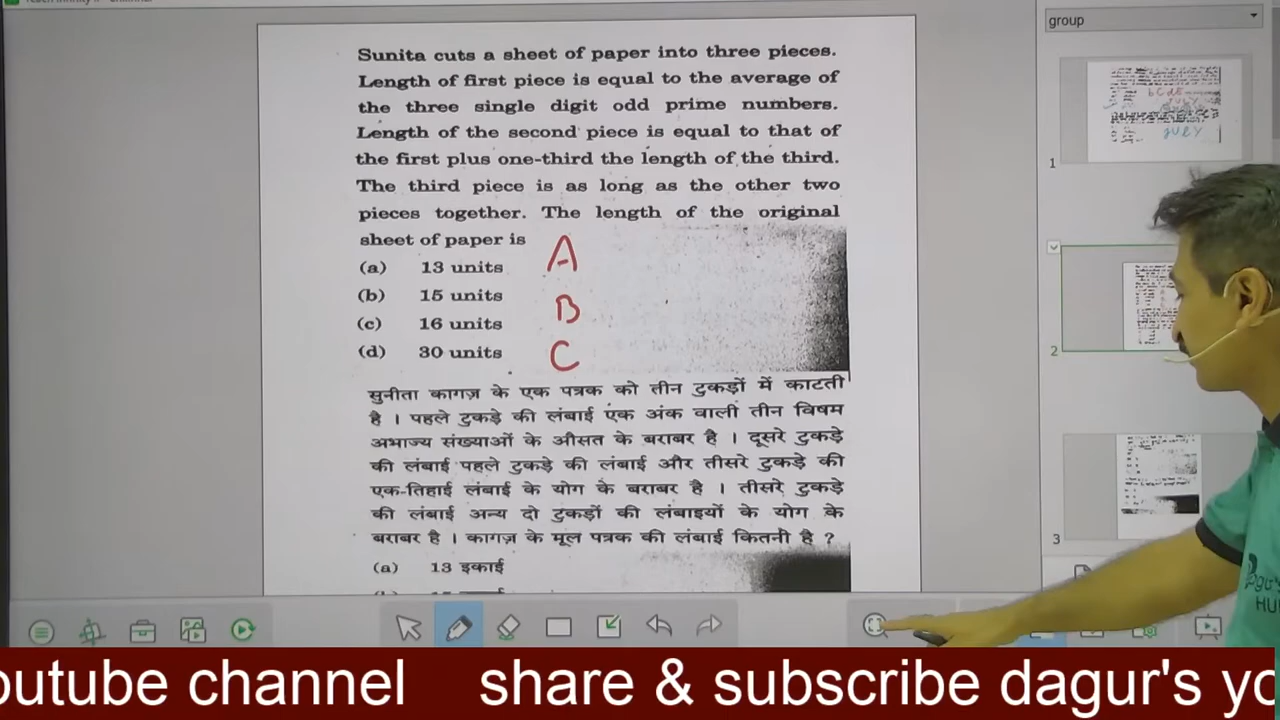 group
Sunita cuts a sheet of paper into three pieces.
Length of first piece is equal to the average of
the three single digit odd prime numbers.
Length of the second piece is equal to that of
the first plus one-third the length of the third.
The third piece is as long as the other two
pieces together. The length of the original
sheet of paper is
(a) 13 units
(b) 15 units
(c) 16 units
(d) 30 units
A
B
C
सुनीता कागज़ के एक पत्रक को तीन टुकड़ों में काटती
है । पहले टुकड़े की लंबाई एक अंक वाली तीन विषम
अभाज्य संख्याओं के औसत के बराबर है । दूसरे टुकड़े
की लंबाई पहले टुकड़े की लंबाई और तीसरे टुकड़े की
एक-तिहाई लंबाई के योग के बराबर है । तीसरे टुकड़े
की लंबाई अन्य दो टुकड़ों की लंबाइयों के योग के
बराबर है । कागज़ के मूल पत्रक की लंबाई कितनी है ?
(a) 13 इकाई
1
2
3
outube channel share & subscribe dagur's yo